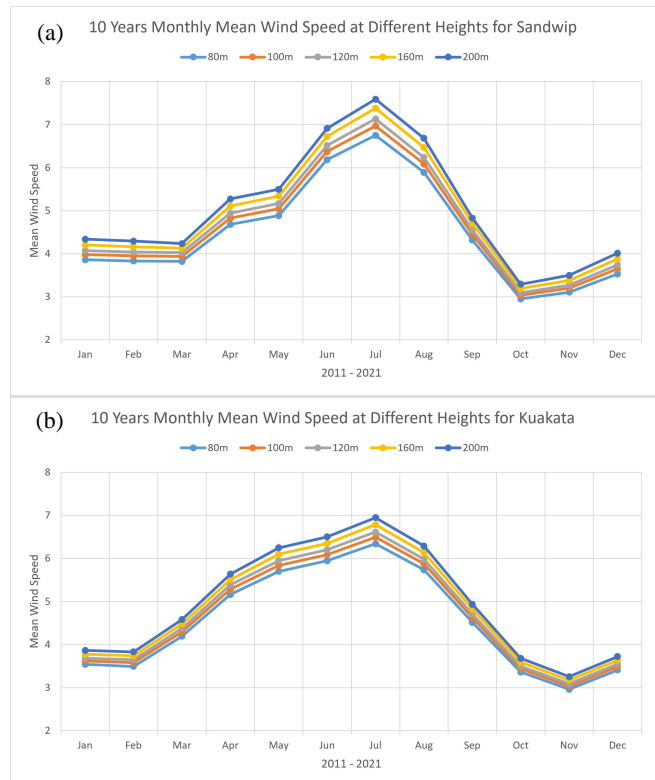 (a) 10 Years Monthly Mean Wind Speed at Different Heights for Sandwip
80m 100m 120m 160m 200m
8
7
6
5
4
3
2
Mean Wind Speed
Jan Feb Mar Apr May Jun Jul Aug Sep Oct Nov Dec
2011 - 2021
(b) 10 Years Monthly Mean Wind Speed at Different Heights for Kuakata
80m 100m 120m 160m 200m
8
7
6
5
4
3
2
Mean Wind Speed
Jan Feb Mar Apr May Jun Jul Aug Sep Oct Nov Dec
2011 - 2021